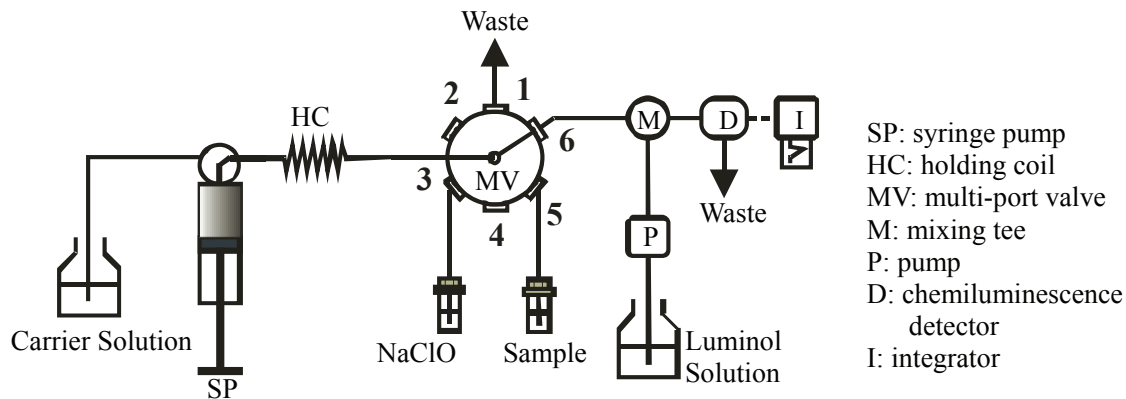 Waste
1
2
HC
6
M
D
I
MV
3
5
4
Waste
P
Carrier Solution
SP
NaClO
Sample
Luminol
Solution
SP: syringe pump
HC: holding coil
MV: multi-port valve
M: mixing tee
P: pump
D: chemiluminescence
detector
I: integrator